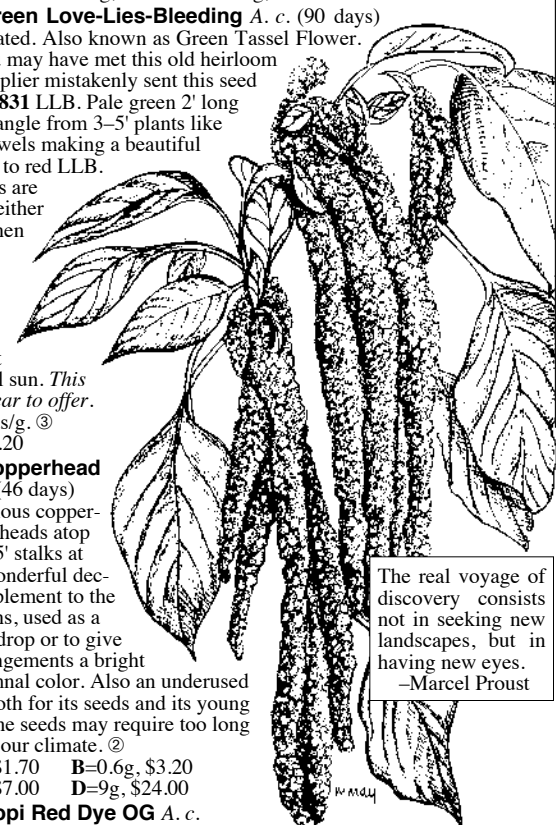 reen Love-Lies-Bleeding A. c. (90 days)
ated. Also known as Green Tassel Flower.
may have met this old heirloom
plier mistakenly sent this seed
831 LLB. Pale green 2' long
angle from 3–5' plants like
wels making a beautiful
to red LLB.
s are
either
hen
l sun. This
ear to offer.
s/g. ③
.20
opperhead
(46 days)
ious copper-
heads atop
5' stalks at
onderful dec-
plement to the
ns, used as a
drop or to give
ngements a bright
nnal color. Also an underused
oth for its seeds and its young
he seeds may require too long
our climate. ②
$1.70 B=0.6g, $3.20
$7.00 D=9g, $24.00
opi Red Dye OG A. c.
The real voyage of
discovery consists
not in seeking new
landscapes, but in
having new eyes.
–Marcel Proust
may